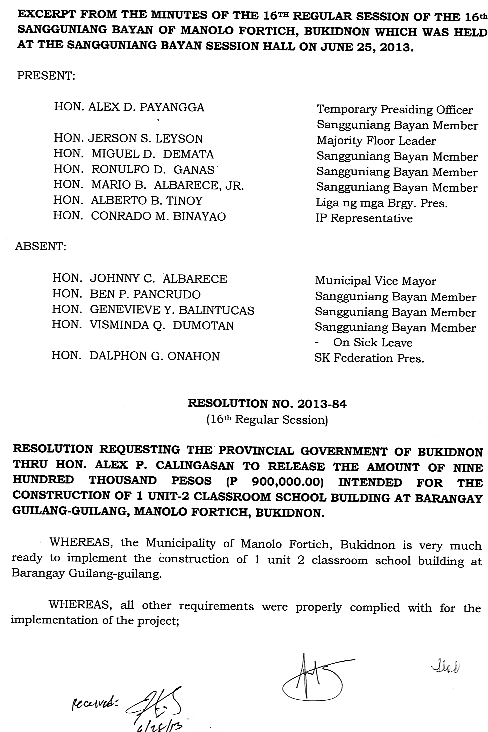 EXCERPT FROM THE MINUTES OF THE 16TH REGULAR SESSION OF THE 16th
SANGGUNIANG BAYAN OF MANOLO FORTICH, BUKIDNON WHICH WAS HELD
AT THE SANGGUNIANG BAYAN SESSION HALL ON JUNE 25, 2013.
PRESENT:
HON. ALEX D. PAYANGGA Temporary Presiding Officer
Sangguniang Bayan Member
HON. JERSON S. LEYSON Majority Floor Leader
HON. MIGUEL D. DEMATA Sangguniang Bayan Member
HON. RONULFO D. GANAS Sangguniang Bayan Member
HON. MARIO B. ALBARECE, JR. Sangguniang Bayan Member
HON. ALBERTO B. TINOY Liga ng mga Brgy. Pres.
HON. CONRADO M. BINAYAO IP Representative
ABSENT:
HON. JOHNNY C. ALBARECE Municipal Vice Mayor
HON. BEN P. PANCRUDO Sangguniang Bayan Member
HON. GENEVIEVE Y. BALINTUCAS Sangguniang Bayan Member
HON. VISMINDA Q. DUMOTAN Sangguniang Bayan Member
- On Sick Leave
HON. DALPHON G. ONAHON SK Federation Pres.
RESOLUTION NO. 2013-84
(16th Regular Session)
RESOLUTION REQUESTING THE PROVINCIAL GOVERNMENT OF BUKIDNON
THRU HON. ALEX P. CALINGASAN TO RELEASE THE AMOUNT OF NINE
HUNDRED THOUSAND PESOS (P 900,000.00) INTENDED FOR THE
CONSTRUCTION OF 1 UNIT-2 CLASSROOM SCHOOL BUILDING AT BARANGAY
GUILANG-GUILANG, MANOLO FORTICH, BUKIDNON.
WHEREAS, the Municipality of Manolo Fortich, Bukidnon is very much
ready to implement the construction of 1 unit 2 classroom school building at
Barangay Guilang-guilang.
WHEREAS, all other requirements were properly complied with for the
implementation of the project;
Received:
6/28/13